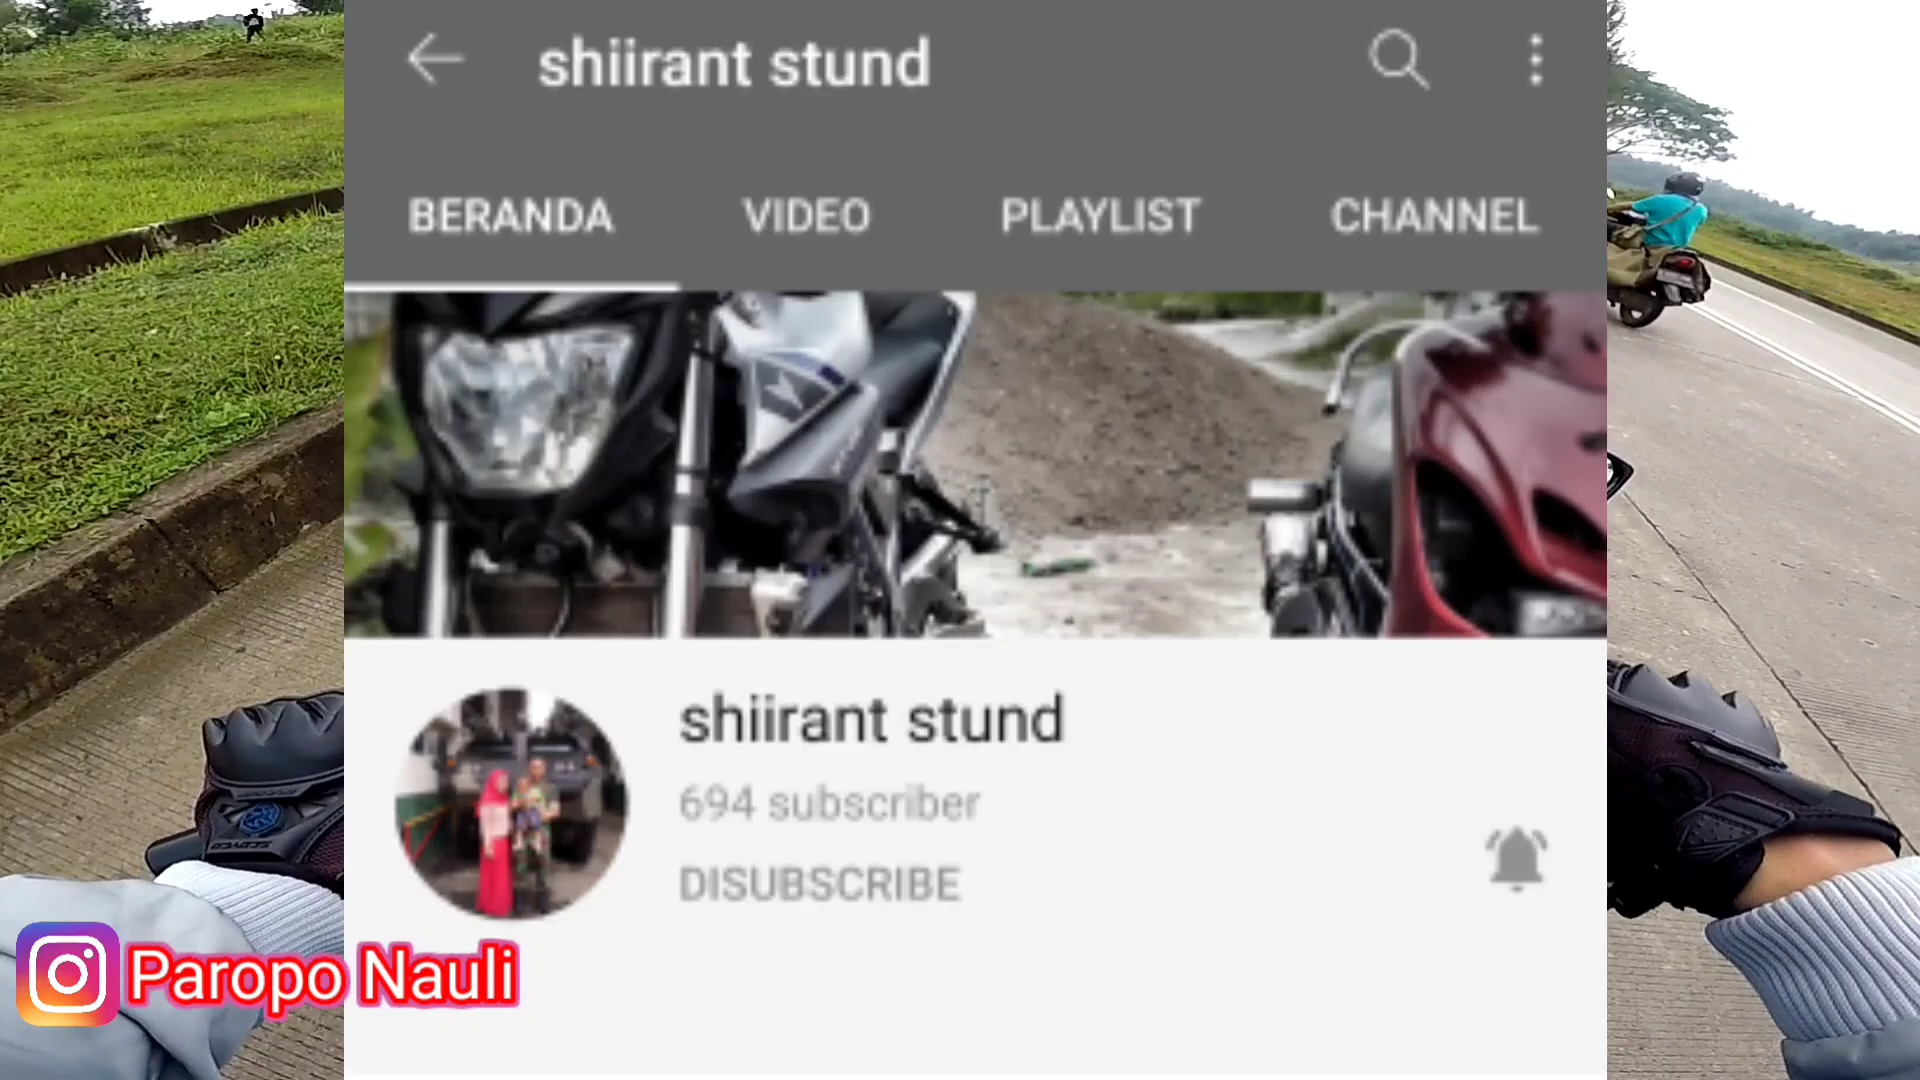 shiirant stund
BERANDA VIDEO PLAYLIST CHANNEL
shiirant stund
694 subscriber
DISUBSCRIBE
Paropo Nauli